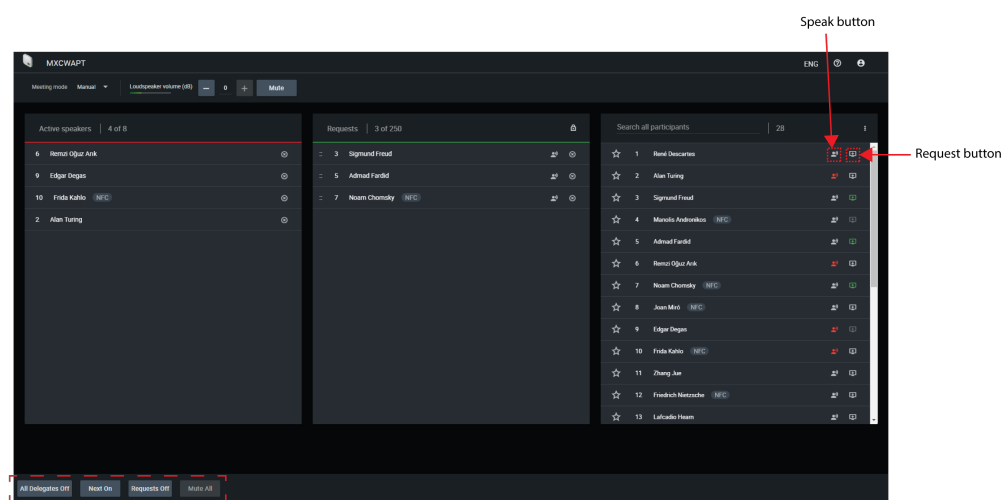 Speak button
MXCWAPT ENG
Meeting mode Manual Loudspeaker volume (dB) 0 Mute
Active speakers 4 of 8
6 Remzi Oğuz Arık
9 Edgar Degas
10 Frida Kahlo NFC
2 Alan Turing
Requests 3 of 250
3 Sigmund Freud
5 Admad Fardid
7 Noam Chomsky NFC
Search all participants 28
1 René Descartes
2 Alan Turing
3 Sigmund Freud
4 Manolis Andronikos NFC
5 Admad Fardid
6 Remzi Oğuz Arık
7 Noam Chomsky NFC
8 Joan Miró NFC
9 Edgar Degas
10 Frida Kahlo NFC
11 Zhang Jue
12 Friedrich Nietzsche NFC
13 Lafcadio Hearn
Request button
All Delegates Off Next On Requests Off Mute All